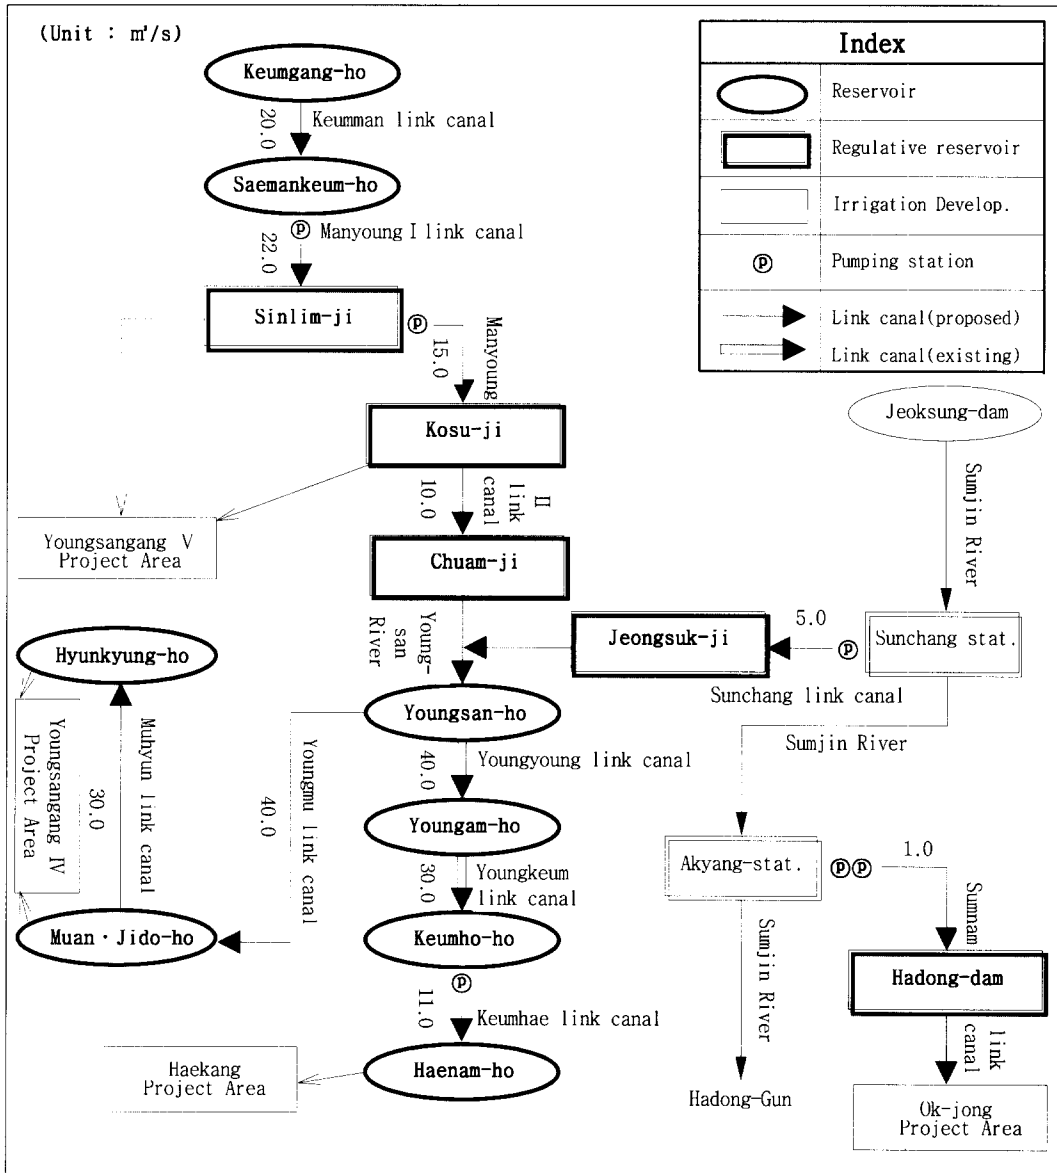 (Unit : ㎥/s)
Keumgang-ho
20.0
Keumman link canal
Saemankeum-ho
ⓟ
Manyoung I link canal
22.0
Sinlim-ji
ⓟ
15.0
Manyoung
Kosu-ji
10.0
II
link
canal
Youngsangang V
Project Area
Chuam-ji
Young-
san
River
Jeongsuk-ji
5.0
ⓟ
Sunchang link canal
Index
Reservoir
Regulative reservoir
Irrigation Develop.
ⓟ
Pumping station
Link canal(proposed)
Link canal(existing)
Jeoksung-dam
Sumjin River
Sunchang stat.
Sumjin River
Hyunkyung-ho
Youngsangang IV
Project Area
30.0
Muhyun link canal
Muan·Jido-ho
40.0
Youngmu link canal
Youngsan-ho
40.0
Youngyoung link canal
Youngam-ho
30.0
Youngkeum
link canal
Keumho-ho
ⓟ
11.0
Keumhae link canal
Haenam-ho
Haekang
Project Area
Akyang-stat.
ⓟⓟ
1.0
Sumjin River
Hadong-Gun
Sumnam
Hadong-dam
link
canal
Ok-jong
Project Area